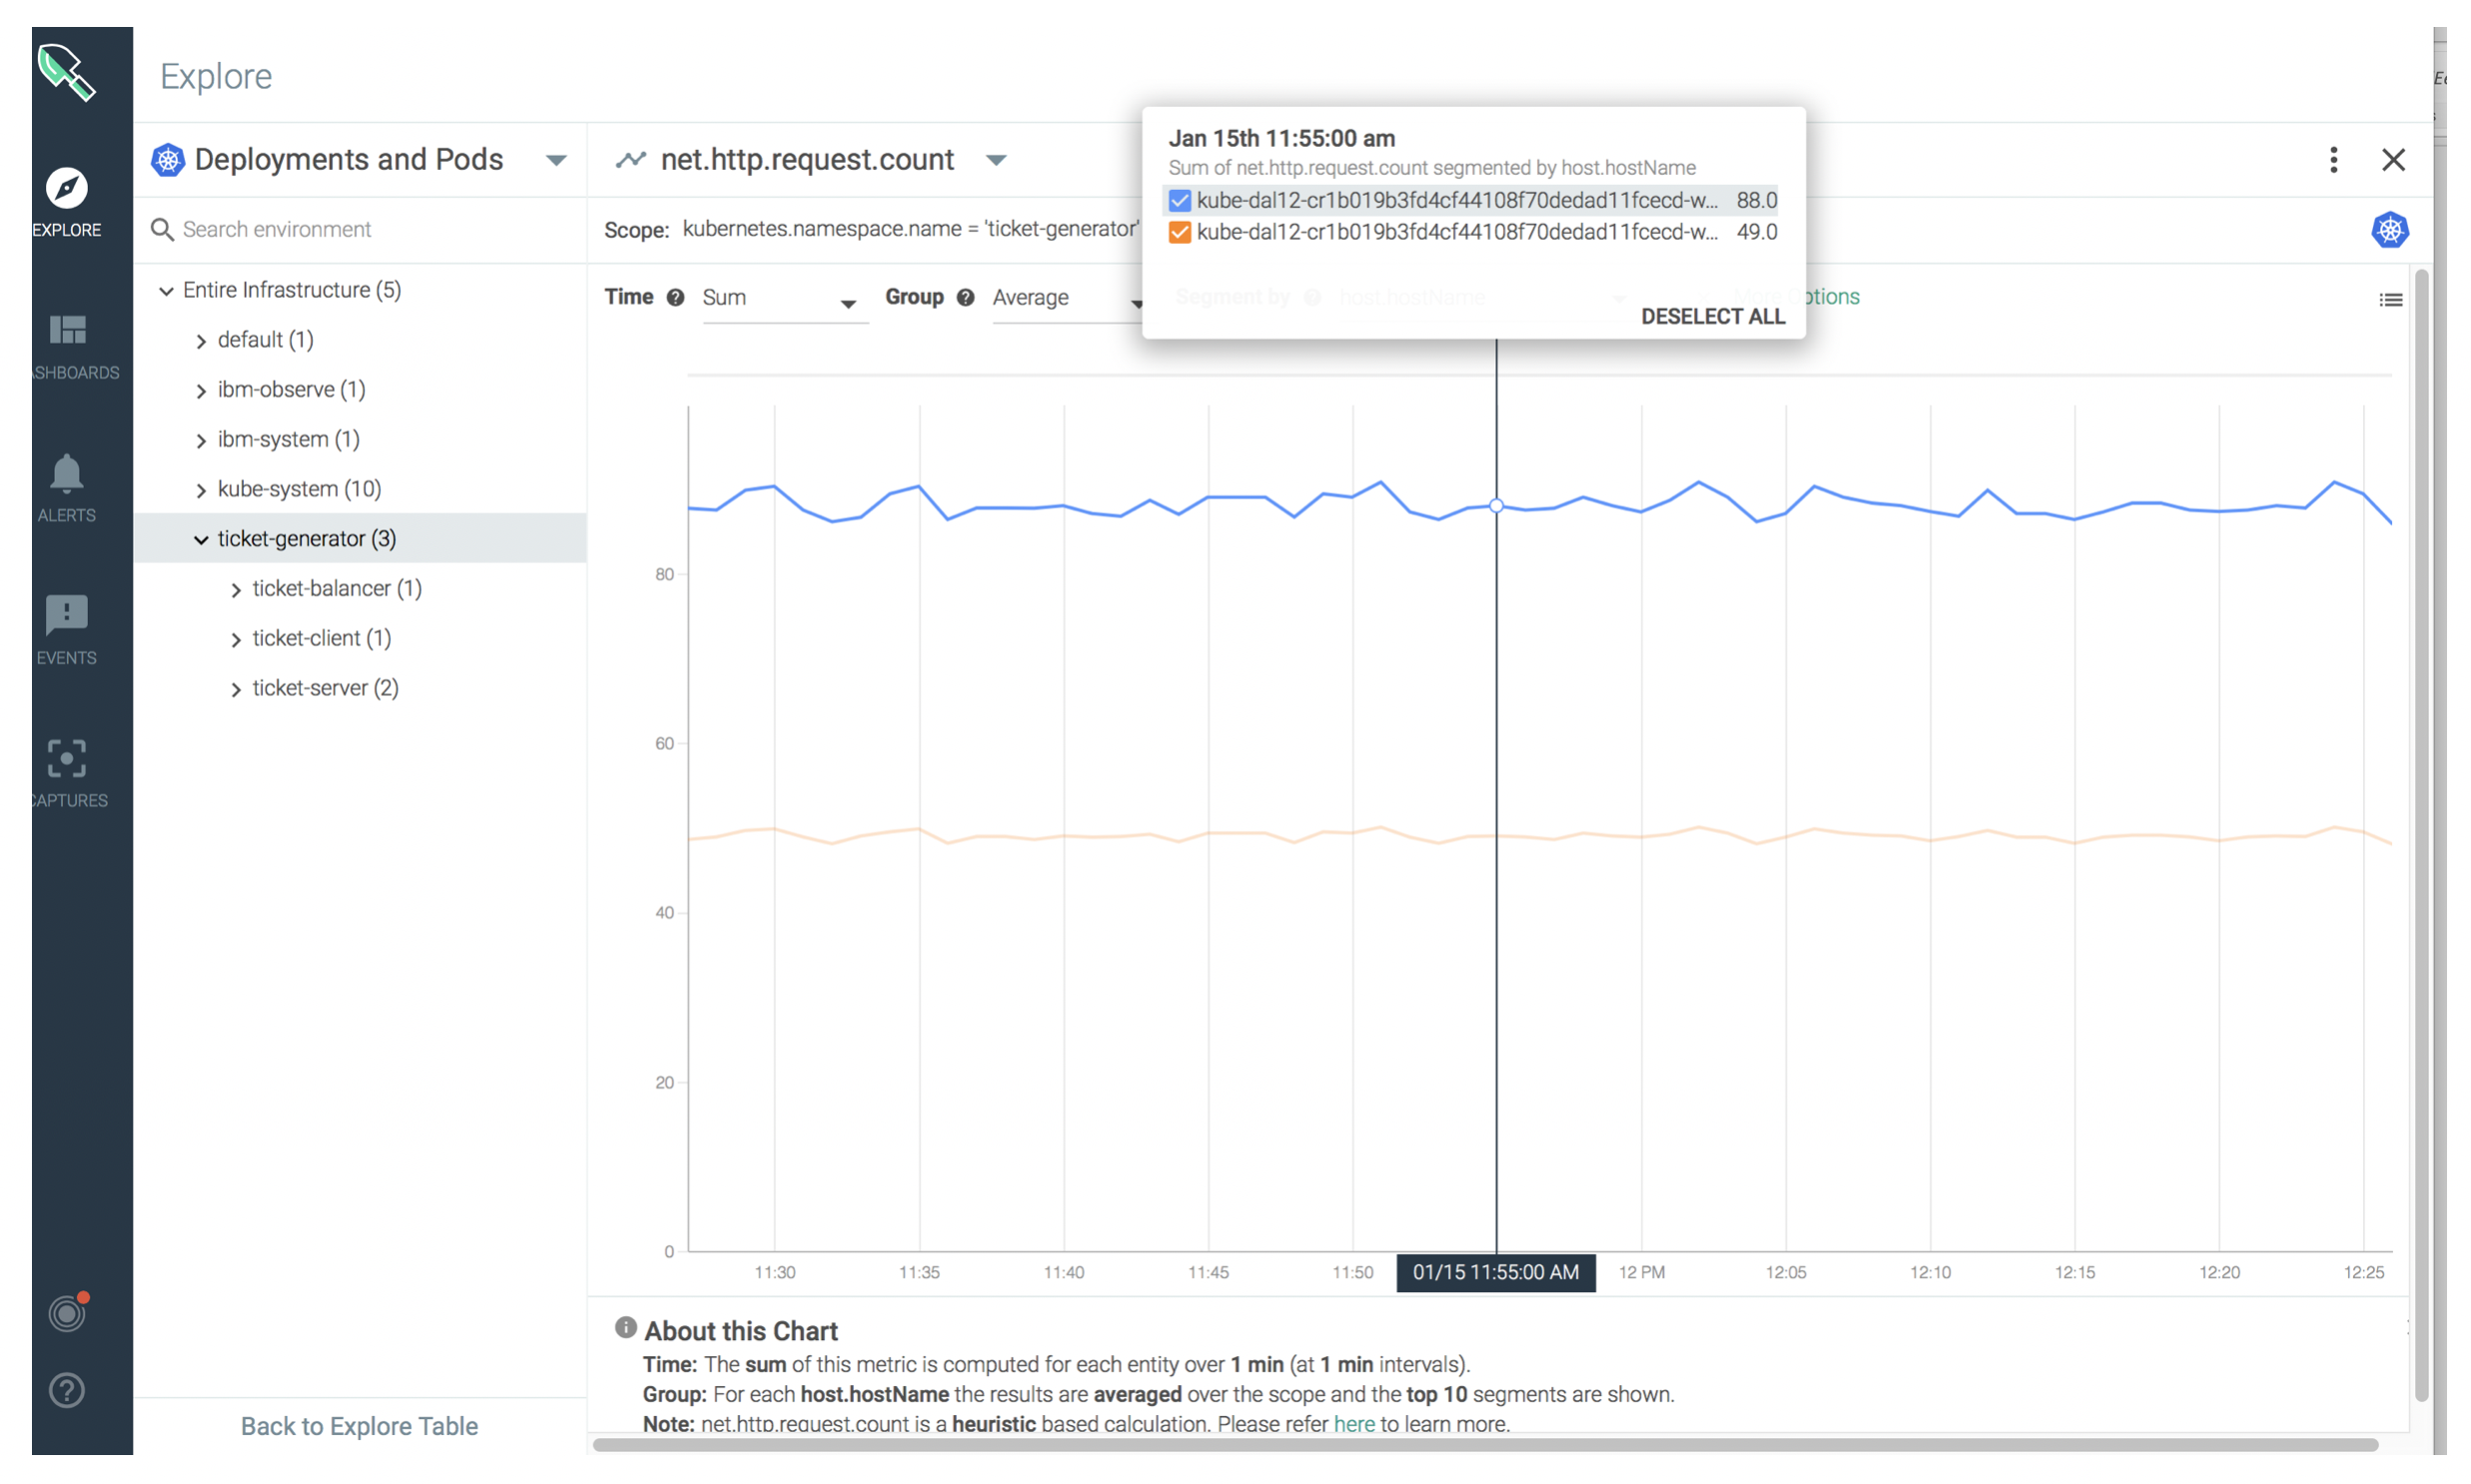 Explore
EXPLORE
SHBOARDS
ALERTS
EVENTS
APTURES
Deployments and Pods
Search environment
Entire Infrastructure (5)
default (1)
ibm-observe (1)
ibm-system (1)
kube-system (10)
ticket-generator (3)
ticket-balancer (1)
ticket-client (1)
ticket-server (2)
Back to Explore Table
net.http.request.count
Scope: kubernetes.namespace.name = 'ticket-generator'
Time Sum Group Average Segment by host.hostName ptions
Jan 15th 11:55:00 am
Sum of net.http.request.count segmented by host.hostName
kube-dal12-cr1b019b3fd4cf44108f70dedad11fcecd-w... 88.0
kube-dal12-cr1b019b3fd4cf44108f70dedad11fcecd-w... 49.0
DESELECT ALL
80
60
40
20
0
11:30 11:35 11:40 11:45 11:50 01/15 11:55:00 AM 12 PM 12:05 12:10 12:15 12:20 12:25
About this Chart
Time: The sum of this metric is computed for each entity over 1 min (at 1 min intervals).
Group: For each host.hostName the results are averaged over the scope and the top 10 segments are shown.
Note: net.http.request.count is a heuristic based calculation. Please refer here to learn more.